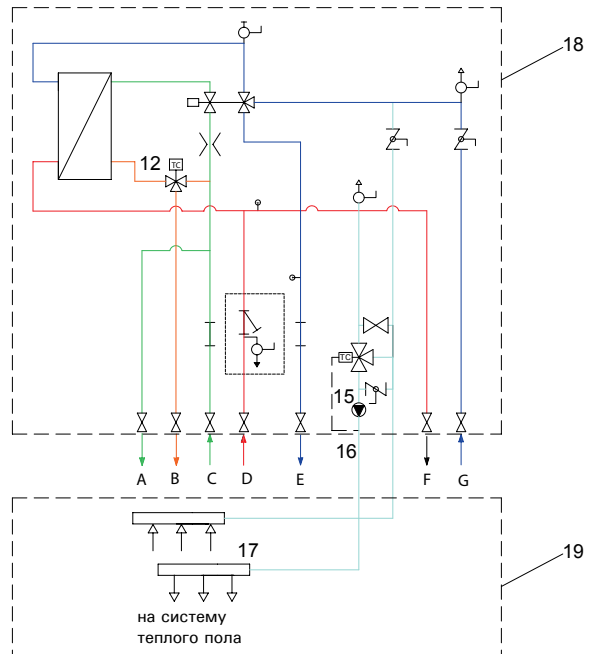 18
12
TC
TC
15
16
A B C D E F G
17
19
на систему
теплого пола